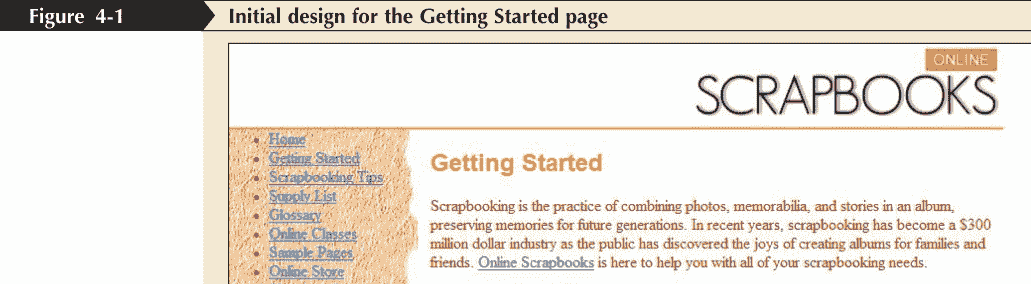 Figure 4-1
Initial design for the Getting Started page
ONLINE
SCRAPBOOKS
Home
Getting Started
Scrapbooking Tips
Supply List
Glossary
Online Classes
Sample Pages
Online Store
Getting Started
Scrapbooking is the practice of combining photos, memorabilia, and stories in an album,
preserving memories for future generations. In recent years, scrapbooking has become a $300
million dollar industry as the public has discovered the joys of creating albums for families and
friends. Online Scrapbooks is here to help you with all of your scrapbooking needs.